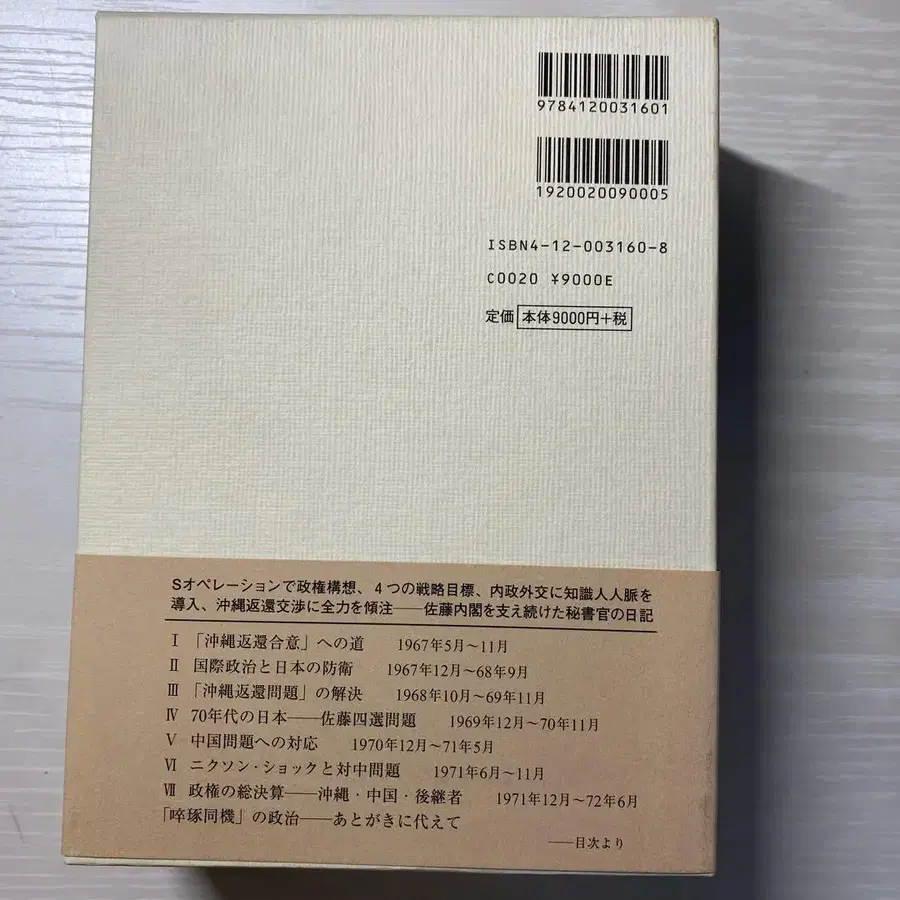 9784120031601
1920020090005
ISBN4-12-003160-8
C0020 ¥9000E
定価 本体9000円+税
Sオペレーションで政権構想、4つの戦略目標、内政外交に知識人人脈を
導入、沖縄返還交渉に全力を傾注――佐藤内閣を支え続けた秘書官の日記
Ⅰ 「沖縄返還合意」への道 1967年5月～11月
Ⅱ 国際政治と日本の防衛 1967年12月～68年9月
Ⅲ 「沖縄返還問題」の解決 1968年10月～69年11月
Ⅳ 70年代の日本――佐藤四選問題 1969年12月～70年11月
Ⅴ 中国問題への対応 1970年12月～71年5月
Ⅵ ニクソン・ショックと対中問題 1971年6月～11月
Ⅶ 政権の総決算――沖縄・中国・後継者 1971年12月～72年6月
「啐琢同機」の政治――あとがきに代えて
――目次より